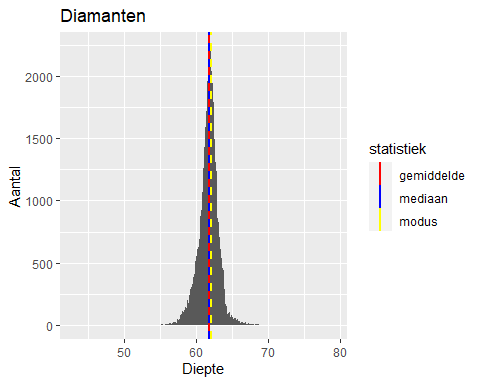 Diamanten
2000
1500
1000
500
0
Aantal
50
60
70
80
Diepte
statistiek
gemiddelde
mediaan
modus